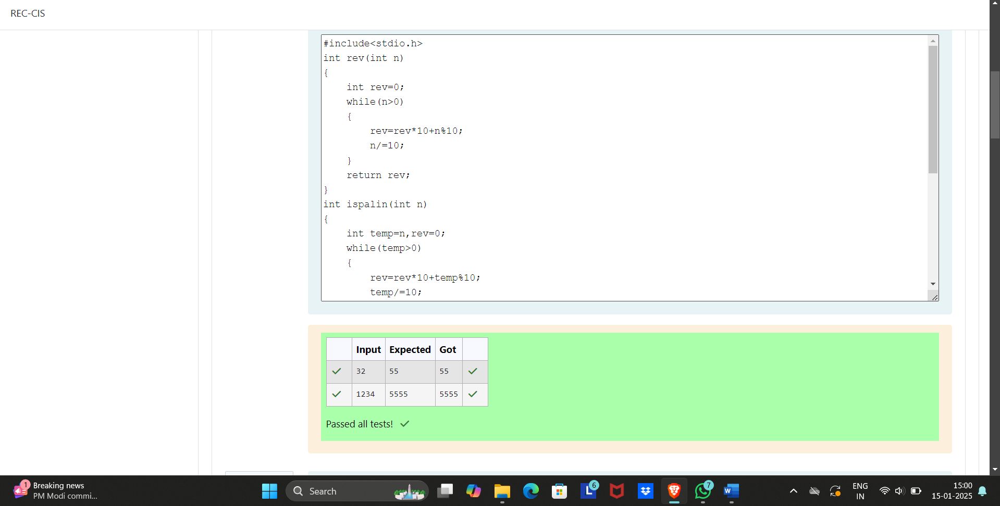 REC-CIS
#include<stdio.h>
int rev(int n)
{
    int rev=0;
    while(n>0)
    {
        rev=rev*10+n%10;
        n/=10;
    }
    return rev;
}
int ispalin(int n)
{
    int temp=n,rev=0;
    while(temp>0)
    {
        rev=rev*10+temp%10;
        temp/=10;
Input Expected Got
32 55 55
1234 5555 5555
Passed all tests!
1
Breaking news
PM Modi commi...
Search
L 6
7
W
ENG
IN
15:00
15-01-2025